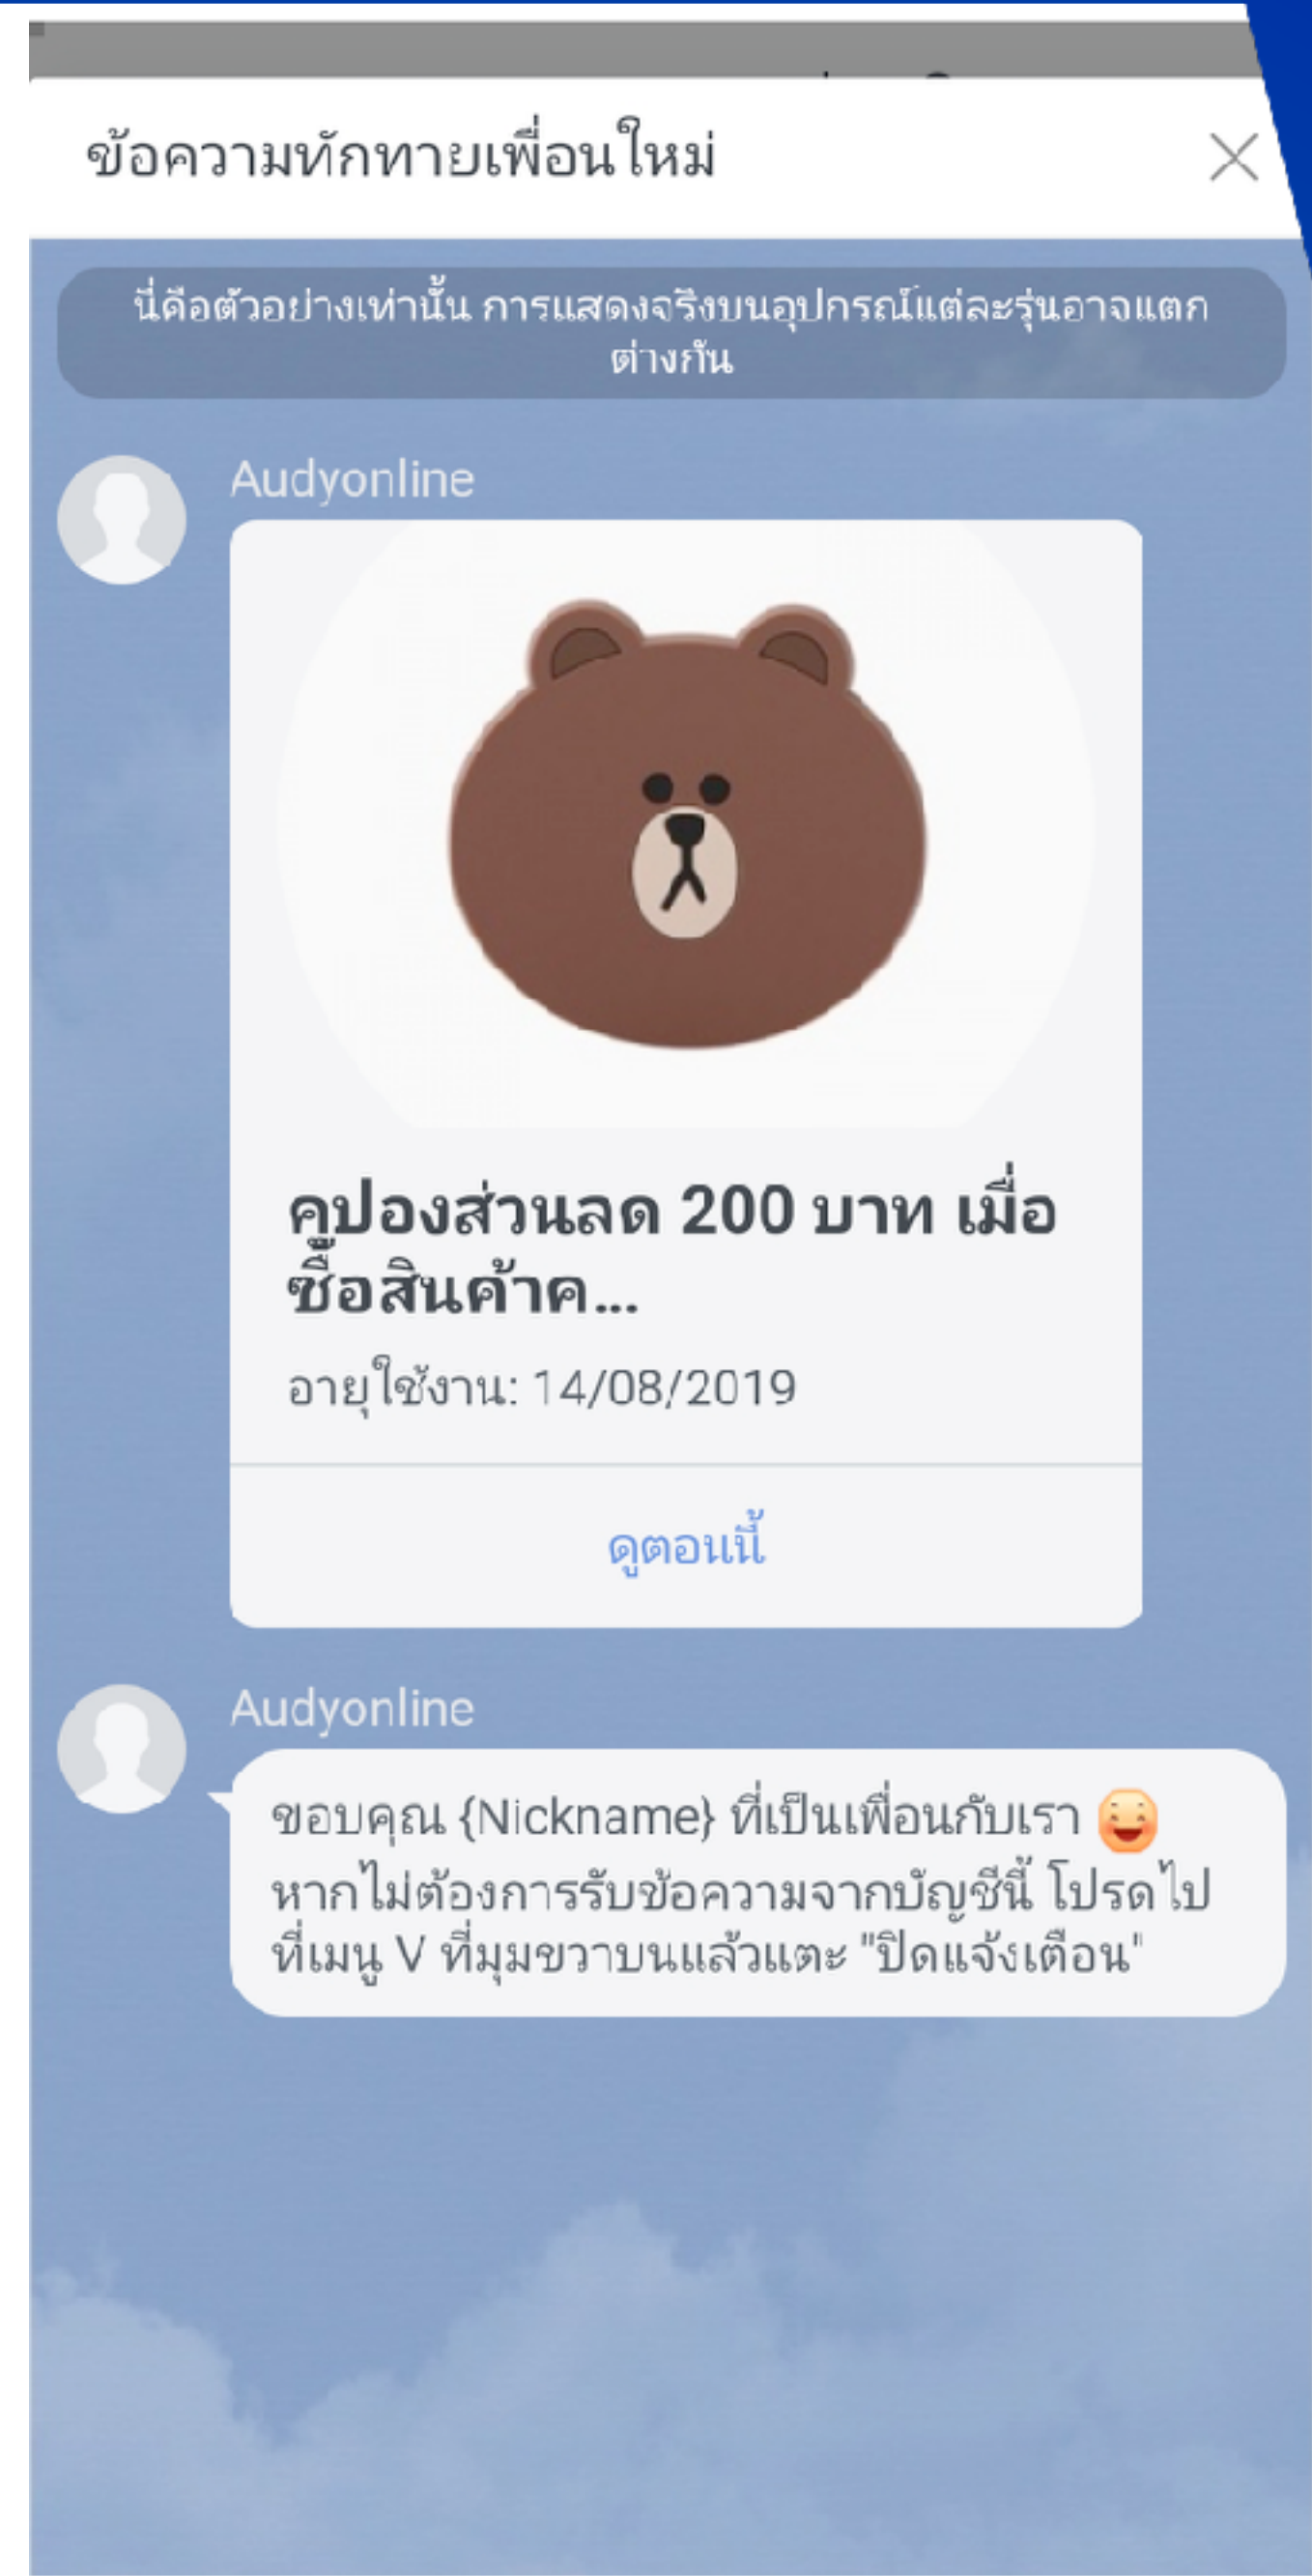 ข้อความทักทายเพื่อนใหม่
นี่คือตัวอย่างเท่านั้น การแสดงจริงบนอุปกรณ์แต่ละรุ่นอาจแตก
ต่างกัน
Audyonline
คูปองส่วนลด 200 บาท เมื่อ
ซื้อสินค้าค...
อายุใช้งาน: 14/08/2019
ดูตอนนี้
Audyonline
ขอบคุณ {Nickname} ที่เป็นเพื่อนกับเรา
หากไม่ต้องการรับข้อความจากบัญชีนี้ โปรดไป
ที่เมนู V ที่มุมขวาบนแล้วแตะ "ปิดแจ้งเตือน"